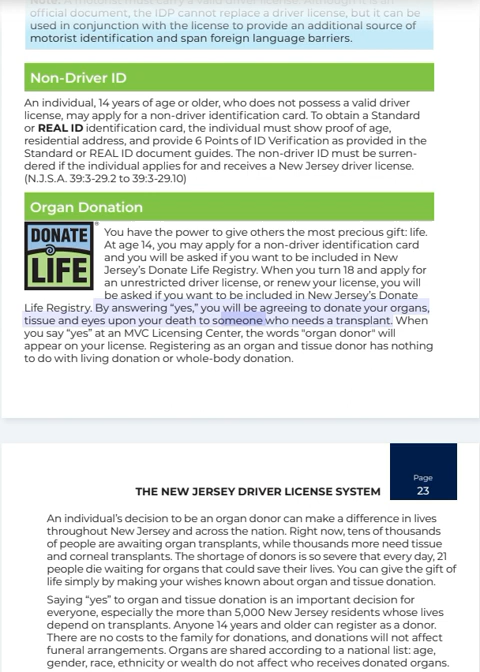 official document, the IDP cannot replace a driver license, but it can be
used in conjunction with the license to provide an additional source of
motorist identification and span foreign language barriers.
Non-Driver ID
An individual, 14 years of age or older, who does not possess a valid driver
license, may apply for a non-driver identification card. To obtain a Standard
or REAL ID identification card, the individual must show proof of age,
residential address, and provide 6 Points of ID Verification as provided in the
Standard or REAL ID document guides. The non-driver ID must be surren-
dered if the individual applies for and receives a New Jersey driver license.
(N.J.S.A. 39:3-29.2 to 39:3-29.10)
Organ Donation
DONATE
LIFE
®
You have the power to give others the most precious gift: life.
At age 14, you may apply for a non-driver identification card
and you will be asked if you want to be included in New
Jersey's Donate Life Registry. When you turn 18 and apply for
an unrestricted driver license, or renew your license, you will
be asked if you want to be included in New Jersey's Donate
Life Registry. By answering “yes,” you will be agreeing to donate your organs,
tissue and eyes upon your death to someone who needs a transplant. When
you say “yes” at an MVC Licensing Center, the words "organ donor" will
appear on your license. Registering as an organ and tissue donor has nothing
to do with living donation or whole-body donation.
Page
23
THE NEW JERSEY DRIVER LICENSE SYSTEM
An individual's decision to be an organ donor can make a difference in lives
throughout New Jersey and across the nation. Right now, tens of thousands
of people are awaiting organ transplants, while thousands more need tissue
and corneal transplants. The shortage of donors is so severe that every day, 21
people die waiting for organs that could save their lives. You can give the gift of
life simply by making your wishes known about organ and tissue donation.
Saying “yes” to organ and tissue donation is an important decision for
everyone, especially the more than 5,000 New Jersey residents whose lives
depend on transplants. Anyone 14 years and older can register as a donor.
There are no costs to the family for donations, and donations will not affect
funeral arrangements. Organs are shared according to a national list: age,
gender, race, ethnicity or wealth do not affect who receives donated organs.